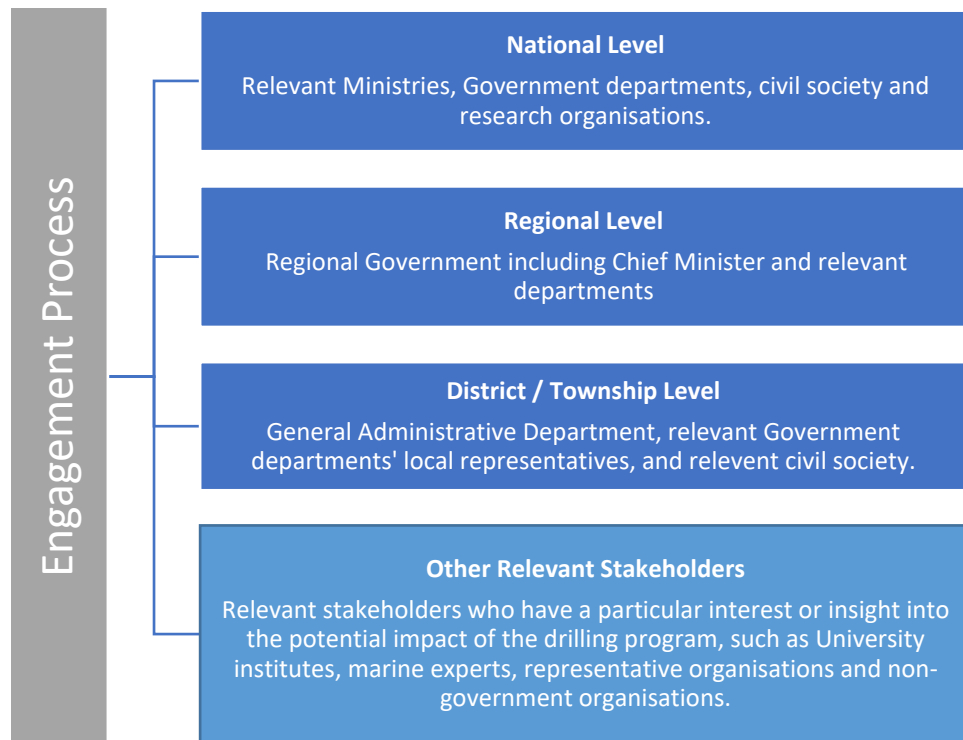 Engagement Process
National Level
Relevant Ministries, Government departments, civil society and
research organisations.
Regional Level
Regional Government including Chief Minister and relevant
departments
District / Township Level
General Administrative Department, relevant Government
departments' local representatives, and relevent civil society.
Other Relevant Stakeholders
Relevant stakeholders who have a particular interest or insight into
the potential impact of the drilling program, such as University
institutes, marine experts, representative organisations and non-
government organisations.